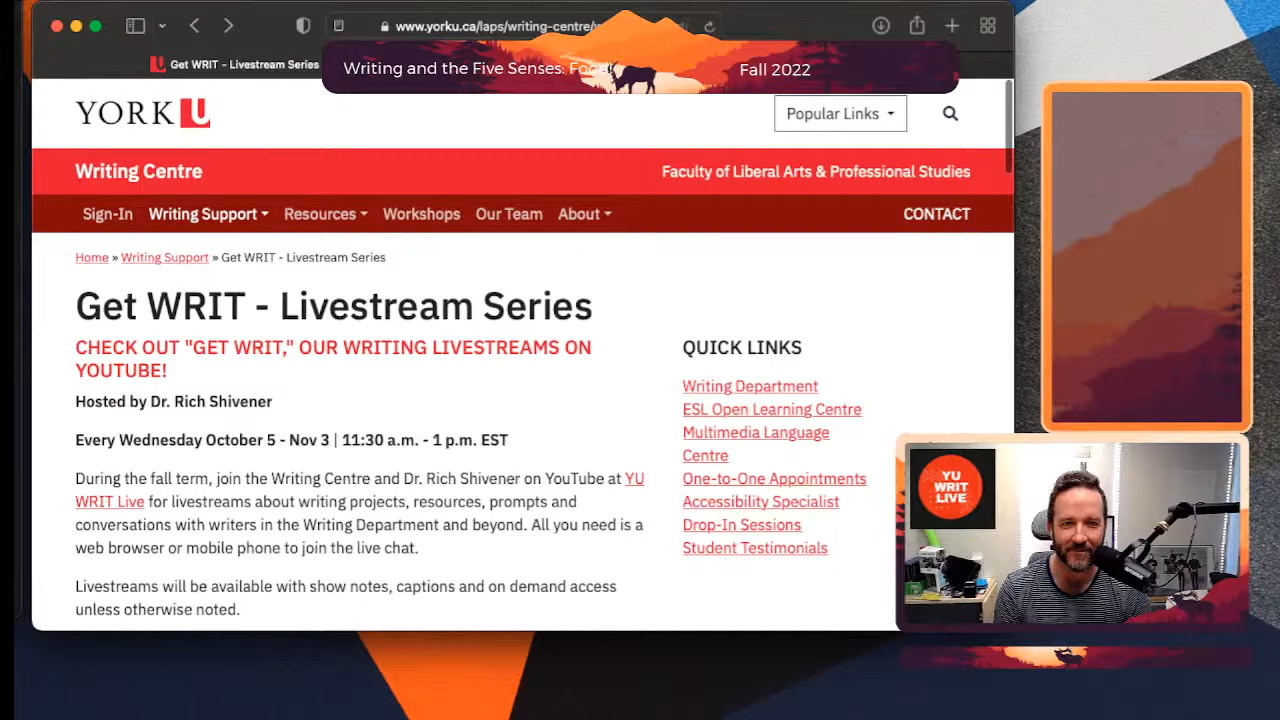 www.yorku.ca/laps/writing-centre/
Get WRIT - Livestream Series
Writing and the Five Senses:
Fall 2022
YORK U
Popular Links
Writing Centre
Faculty of Liberal Arts & Professional Studies
Sign-In Writing Support Resources Workshops Our Team About CONTACT
Home » Writing Support » Get WRIT - Livestream Series
Get WRIT - Livestream Series
CHECK OUT "GET WRIT," OUR WRITING LIVESTREAMS ON
YOUTUBE!
Hosted by Dr. Rich Shivener
Every Wednesday October 5 - Nov 3 | 11:30 a.m. - 1 p.m. EST
During the fall term, join the Writing Centre and Dr. Rich Shivener on YouTube at YU
WRIT Live for livestreams about writing projects, resources, prompts and
conversations with writers in the Writing Department and beyond. All you need is a
web browser or mobile phone to join the live chat.
Livestreams will be available with show notes, captions and on demand access
unless otherwise noted.
QUICK LINKS
Writing Department
ESL Open Learning Centre
Multimedia Language
Centre
One-to-One Appointments
Accessibility Specialist
Drop-In Sessions
Student Testimonials
YU
WRIT
LIVE